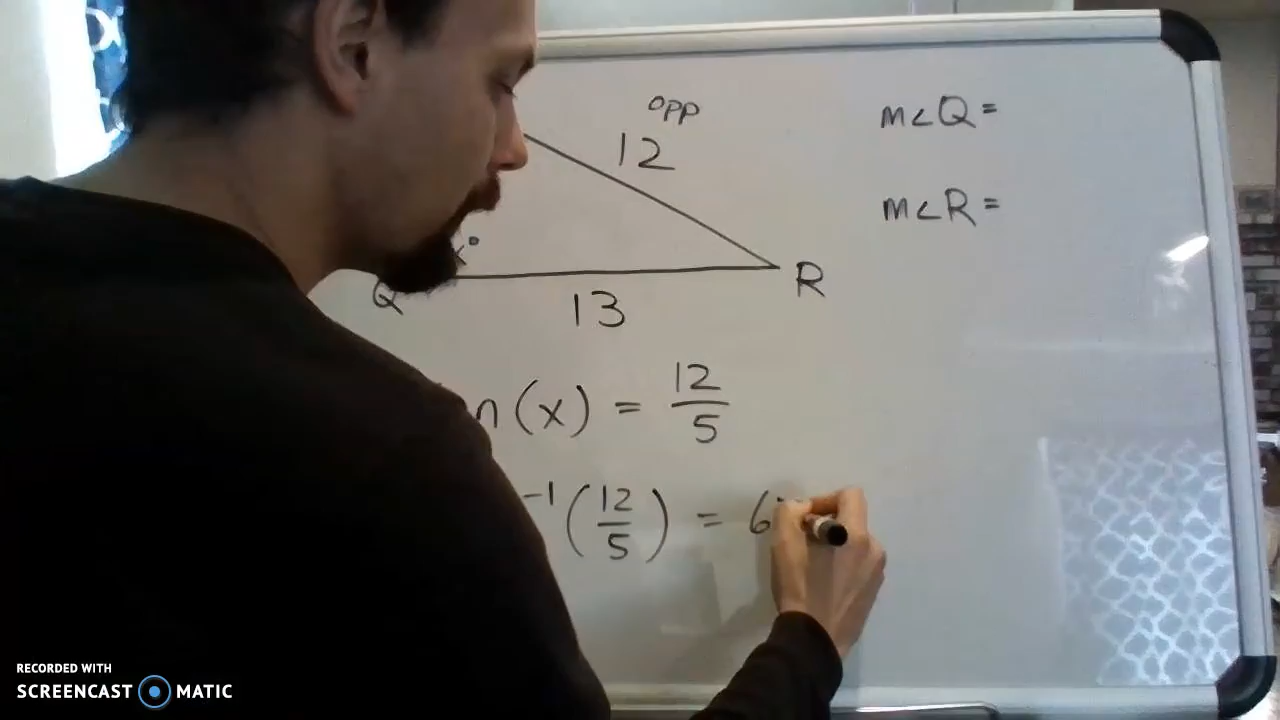 opp
12
m∠Q =
m∠R =
x°
Q
R
13
n(x) = 12/5
-1 (12/5) = 6
RECORDED WITH
SCREENCAST MATIC